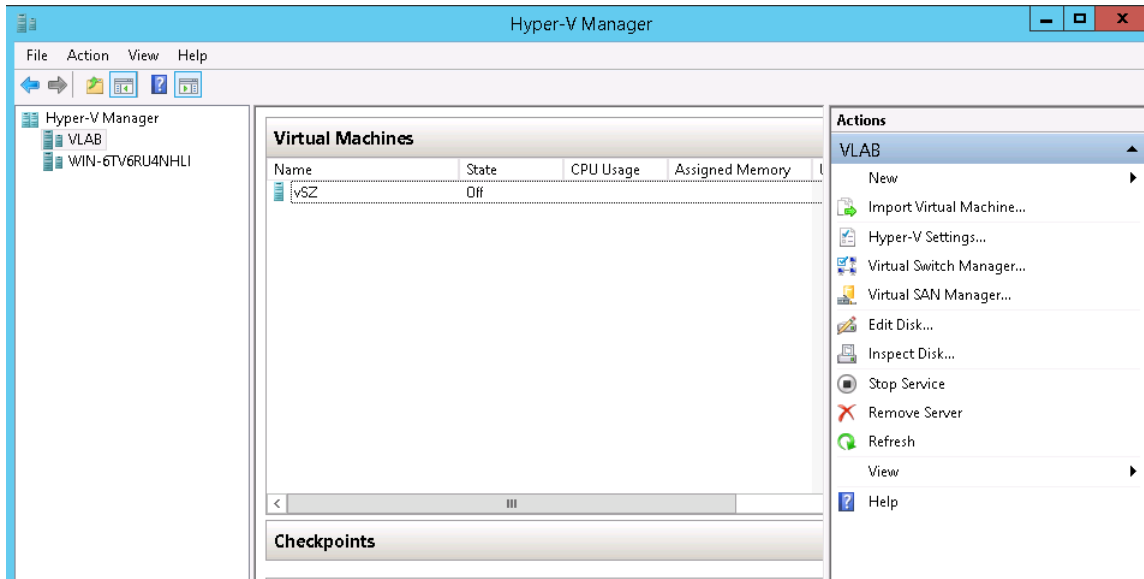 Hyper-V Manager
File Action View Help
Hyper-V Manager
VLAB
WIN-6TV6RU4NHLI
Virtual Machines
Name State CPU Usage Assigned Memory
vSZ Off
Checkpoints
Actions
VLAB
New
Import Virtual Machine...
Hyper-V Settings...
Virtual Switch Manager...
Virtual SAN Manager...
Edit Disk...
Inspect Disk...
Stop Service
Remove Server
Refresh
View
Help